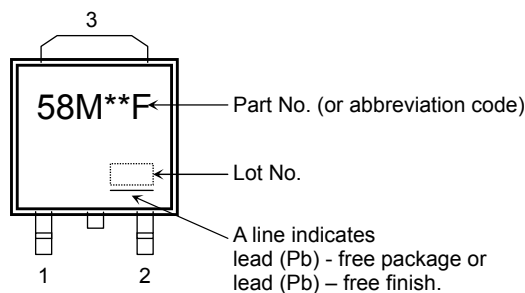 3
58M**F
Part No. (or abbreviation code)
Lot No.
A line indicates
lead (Pb) - free package or
lead (Pb) – free finish.
1
2